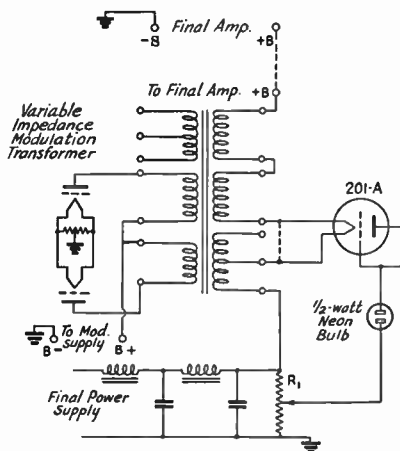 -B Final Amp. +B
To Final Amp. +B
Variable
Impedance
Modulation
Transformer
201-A
1/2-watt
Neon
Bulb
To Mod.
supply
B- B+
Final Power
Supply
R1